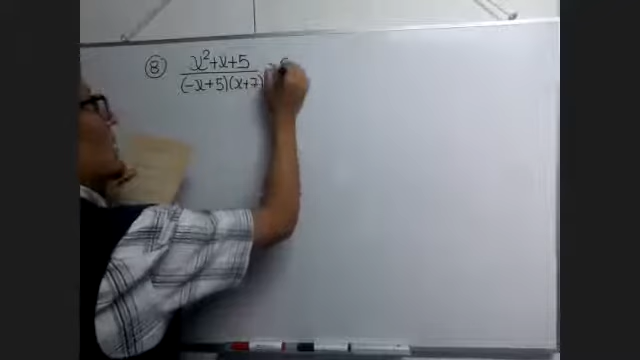 ⑧ x²+x+5 / (-x+5)(x+7)